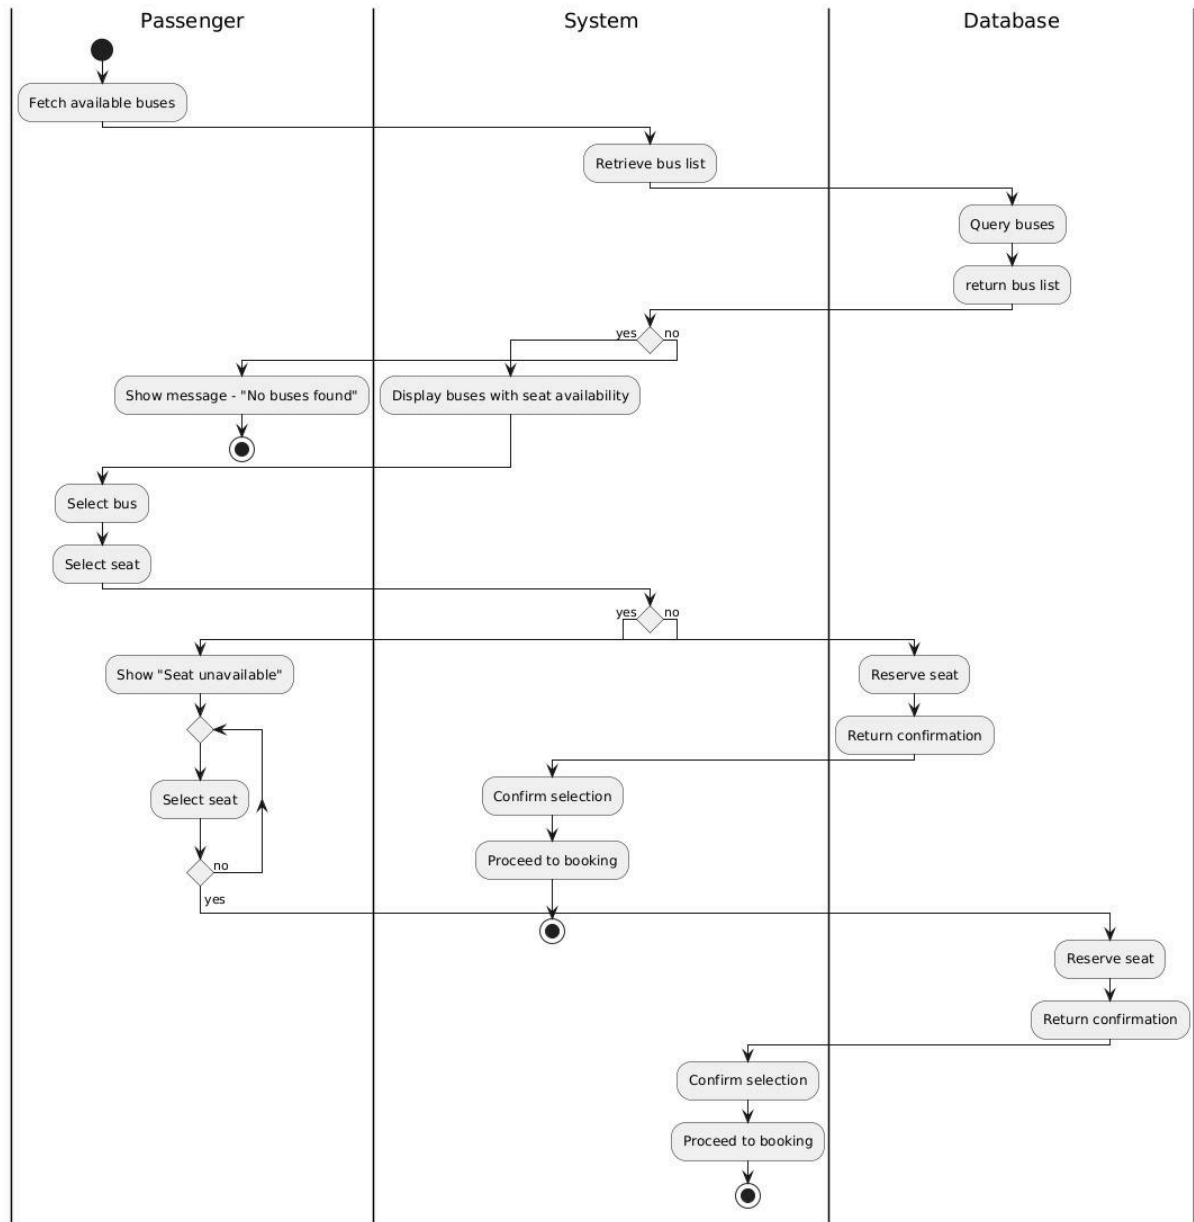 Passenger
System
Database
Fetch available buses
Retrieve bus list
Query buses
return bus list
yes
no
Show message - "No buses found"
Display buses with seat availability
Select bus
Select seat
yes
no
Show "Seat unavailable"
Reserve seat
Return confirmation
Confirm selection
Select seat
Proceed to booking
no
yes
Reserve seat
Return confirmation
Confirm selection
Proceed to booking